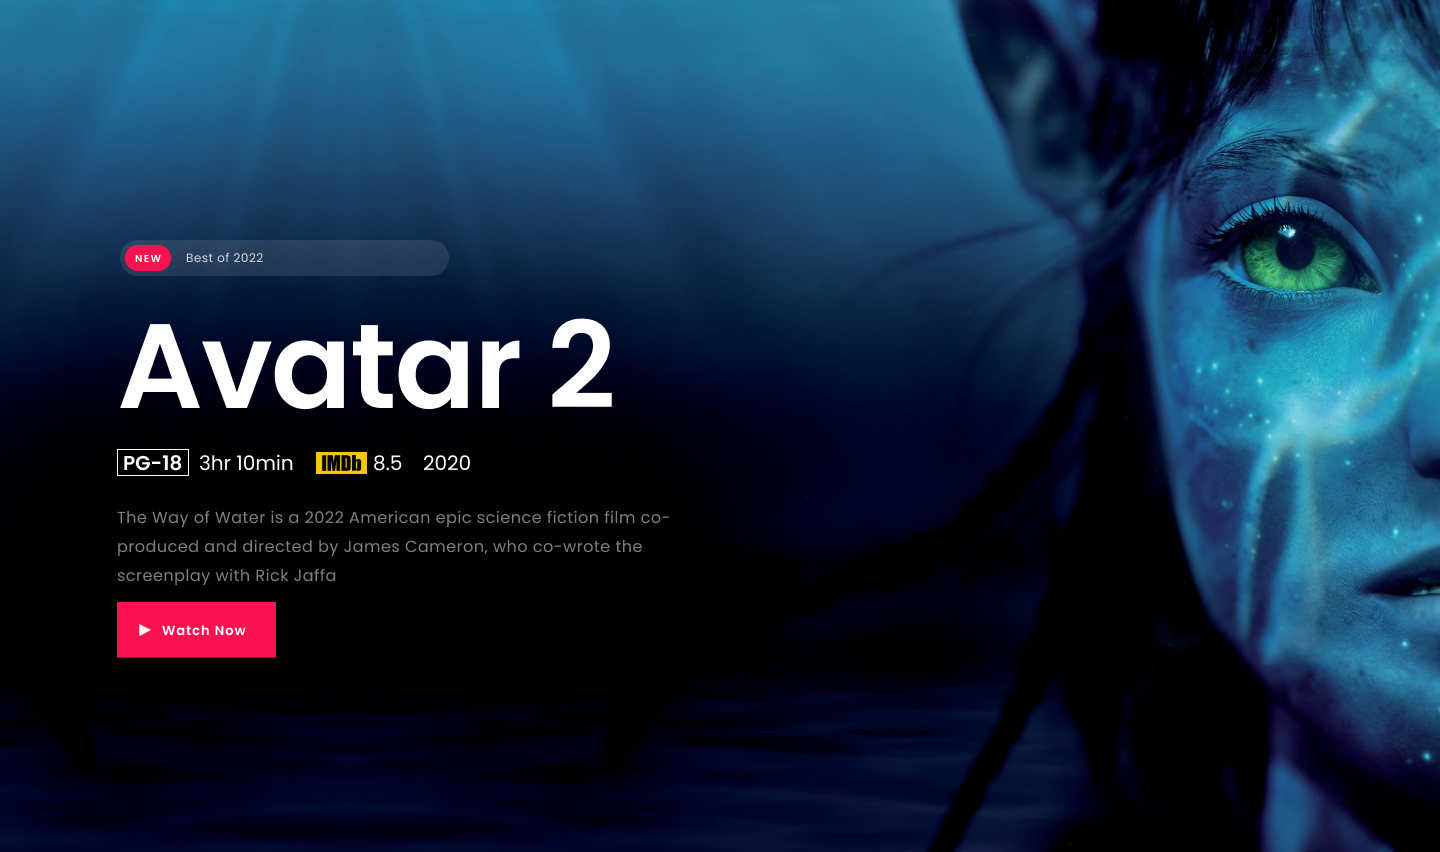 NEW Best of 2022
Avatar 2
PG-18 3hr 10min IMDb 8.5 2020
The Way of Water is a 2022 American epic science fiction film co-
produced and directed by James Cameron, who co-wrote the
screenplay with Rick Jaffa
Watch Now